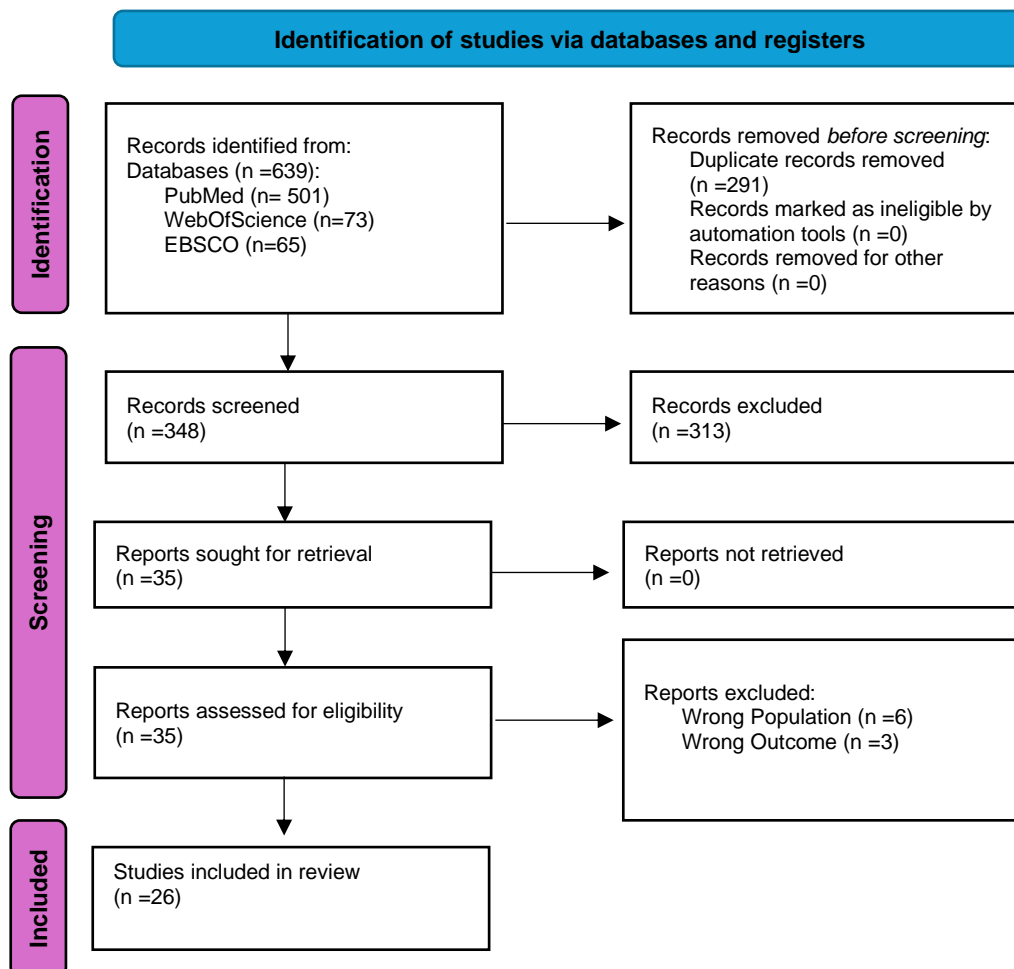 Identification of studies via databases and registers
Identification
Records identified from:
Databases (n =639):
PubMed (n= 501)
WebOfScience (n=73)
EBSCO (n=65)
Records removed before screening:
Duplicate records removed
(n =291)
Records marked as ineligible by
automation tools (n =0)
Records removed for other
reasons (n =0)
Screening
Records screened
(n =348)
Records excluded
(n =313)
Reports sought for retrieval
(n =35)
Reports not retrieved
(n =0)
Reports assessed for eligibility
(n =35)
Reports excluded:
Wrong Population (n =6)
Wrong Outcome (n =3)
Included
Studies included in review
(n =26)